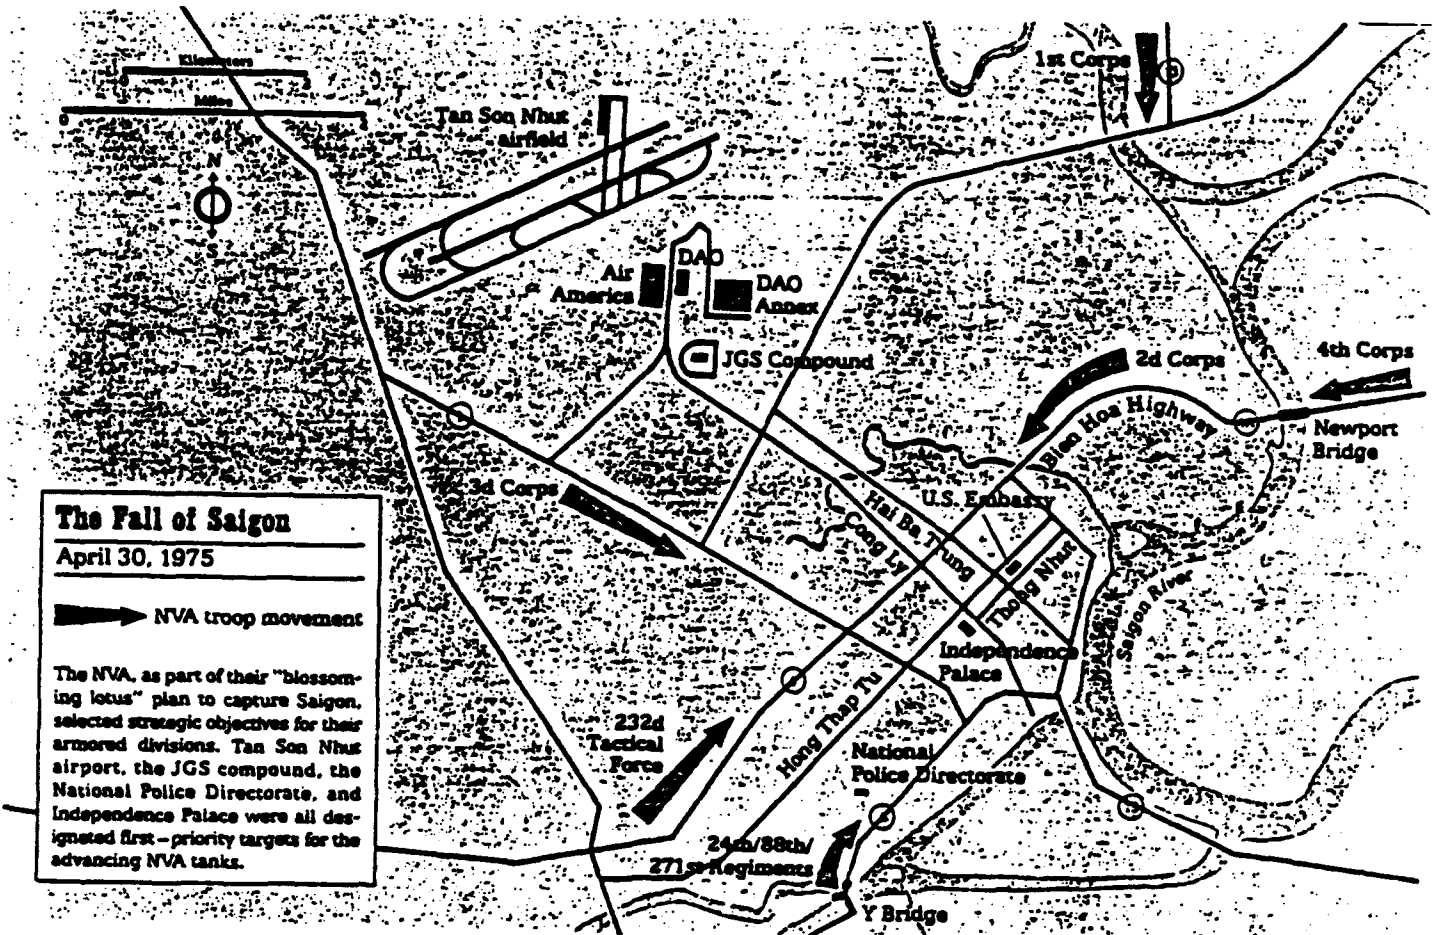 Kilometers
Miles
0
N
Tan Son Nhut
airfield
1st Corps
DAO
Air
America
DAO
Annex
JGS Compound
2d Corps
4th Corps
Bien Hoa Highway
Newport
Bridge
3d Corps
U.S. Embassy
Hai Ba Trung
Cong Ly
Thong Nhut
Saigon River
Independence
Palace
Hong Thap Tu
232d
Tactical
Force
National
Police Directorate
24th/88th/
271st Regiments
Y Bridge
The Fall of Saigon
April 30, 1975
NVA troop movement
The NVA, as part of their "blossom-
ing lotus" plan to capture Saigon,
selected strategic objectives for their
armored divisions. Tan Son Nhut
airport, the JGS compound, the
National Police Directorate, and
Independence Palace were all des-
ignated first-priority targets for the
advancing NVA tanks.